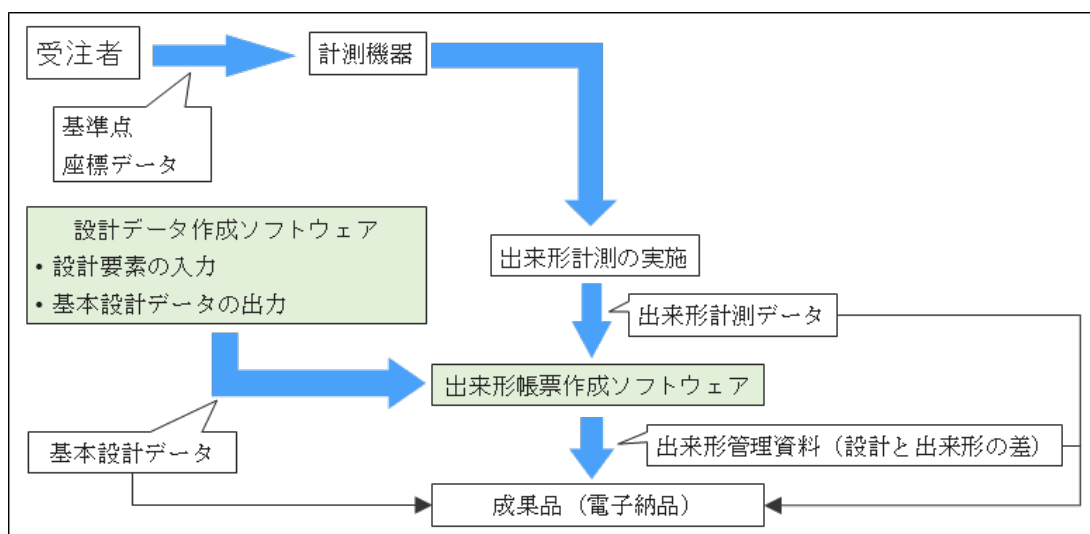 受注者
計測機器
基準点
座標データ
設計データ作成ソフトウェア
・設計要素の入力
・基本設計データの出力
出来形計測の実施
出来形計測データ
出来形帳票作成ソフトウェア
基本設計データ
出来形管理資料（設計と出来形の差）
成果品（電子納品）